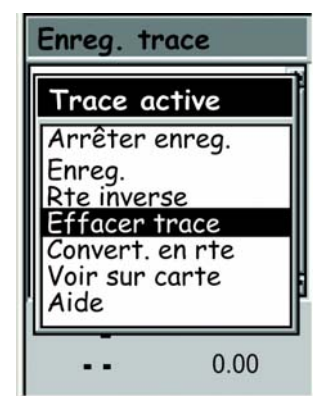 Enreg. trace
Trace active
Arrêter enreg.
Enreg.
Rte inverse
Effacer trace
Convert. en rte
Voir sur carte
Aide
0.00